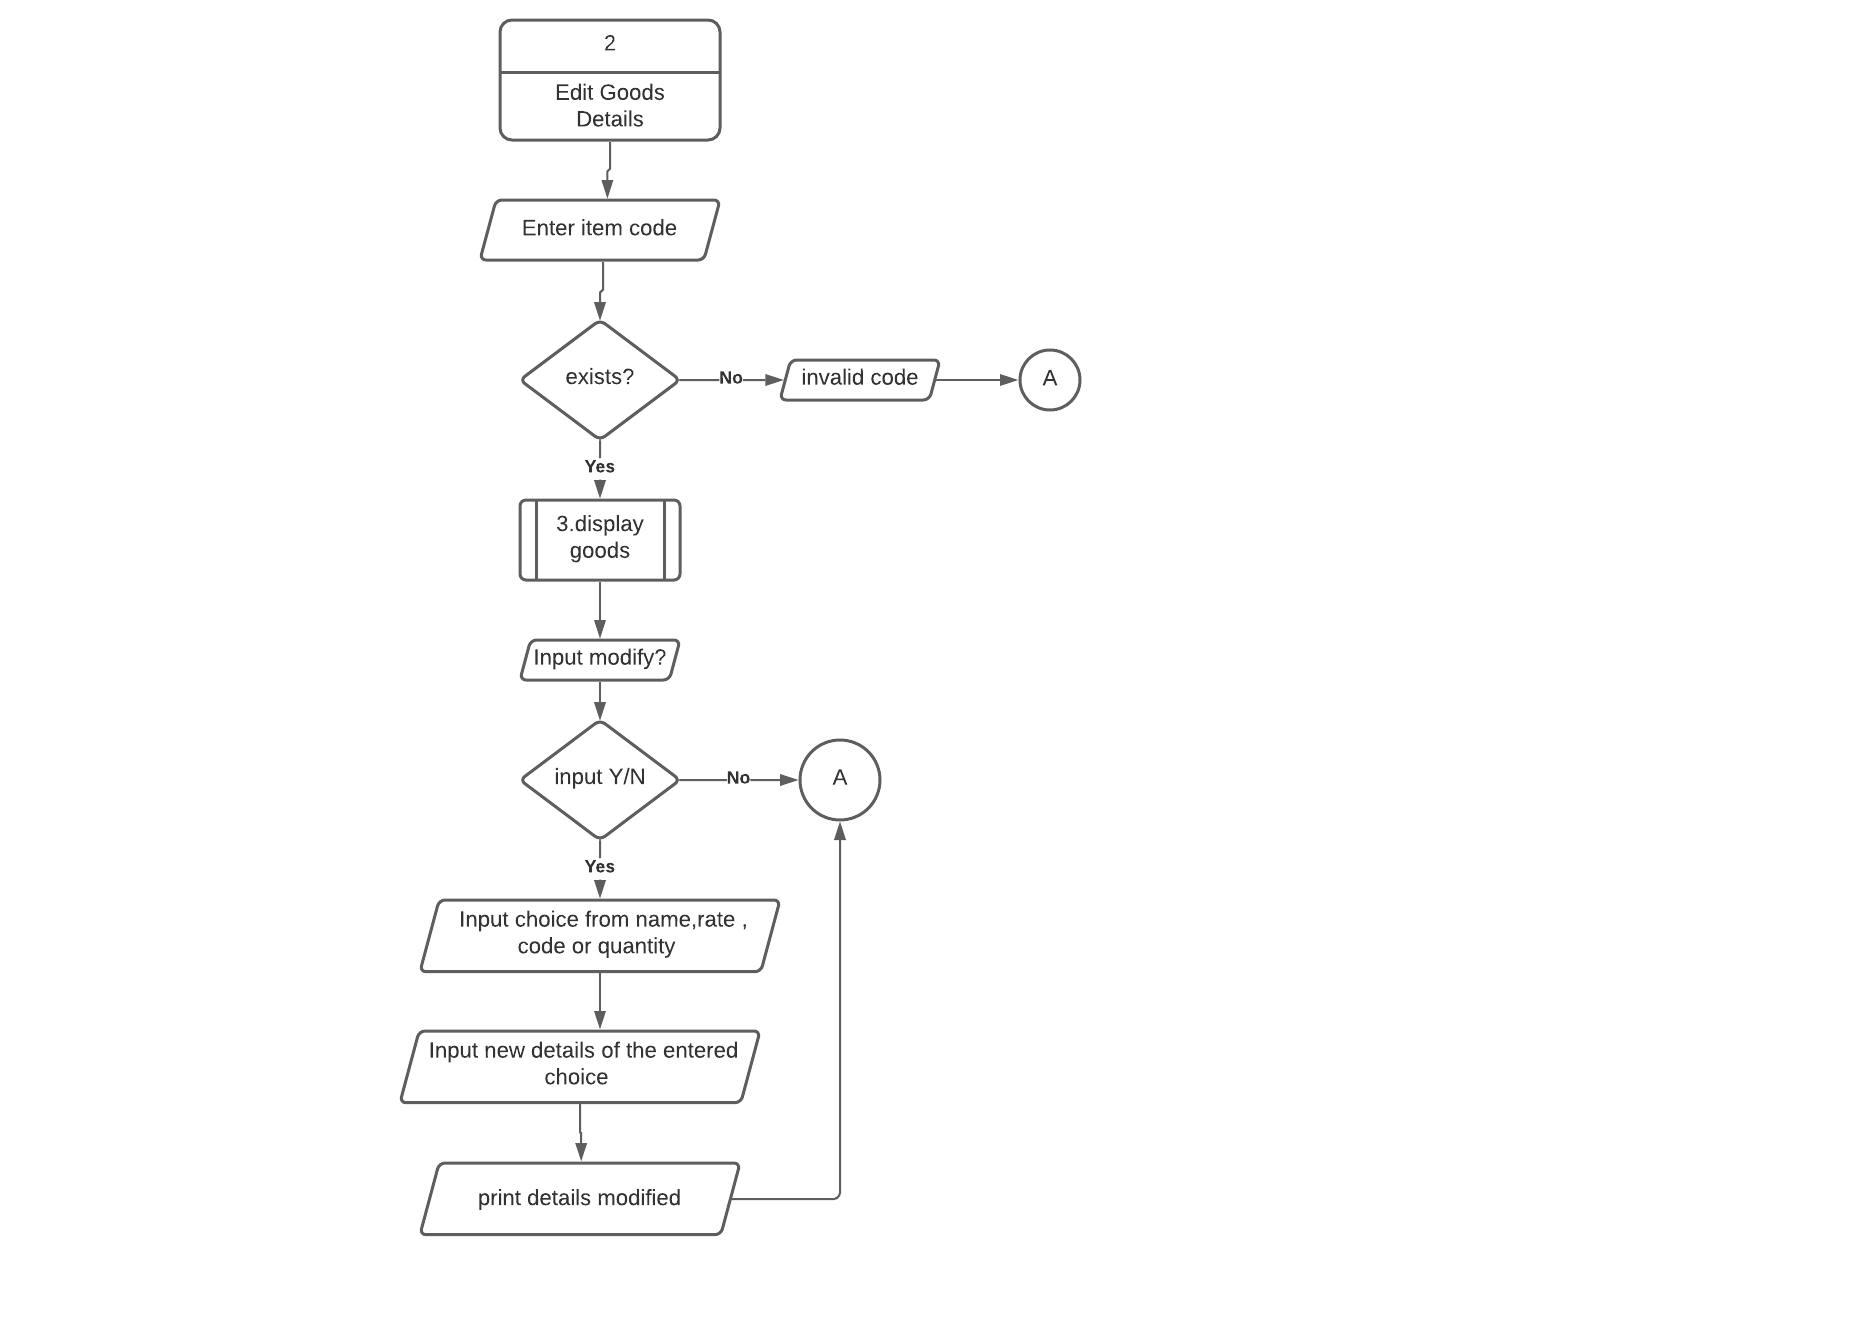 2
Edit Goods
Details
Enter item code
exists?
No
invalid code
A
Yes
3.display
goods
Input modify?
input Y/N
No
A
Yes
Input choice from name,rate ,
code or quantity
Input new details of the entered
choice
print details modified